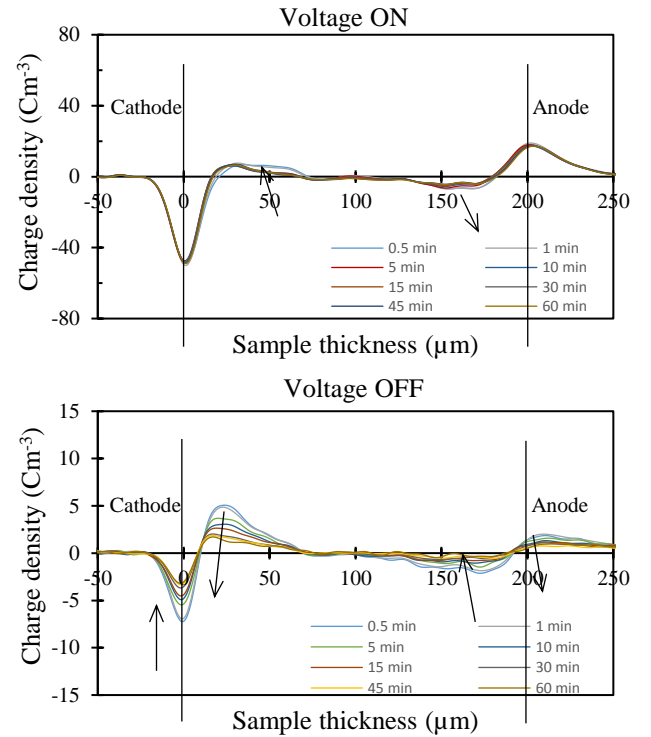 Voltage ON
Charge density (Cm-3)
80
40
0
-40
-80
Cathode
Anode
-50 0 50 100 150 200 250
0.5 min 1 min
5 min 10 min
15 min 30 min
45 min 60 min
Sample thickness (µm)
Voltage OFF
Charge density (Cm-3)
15
10
5
0
-5
-10
-15
Cathode
Anode
-50 0 50 100 150 200 250
0.5 min 1 min
5 min 10 min
15 min 30 min
45 min 60 min
Sample thickness (µm)